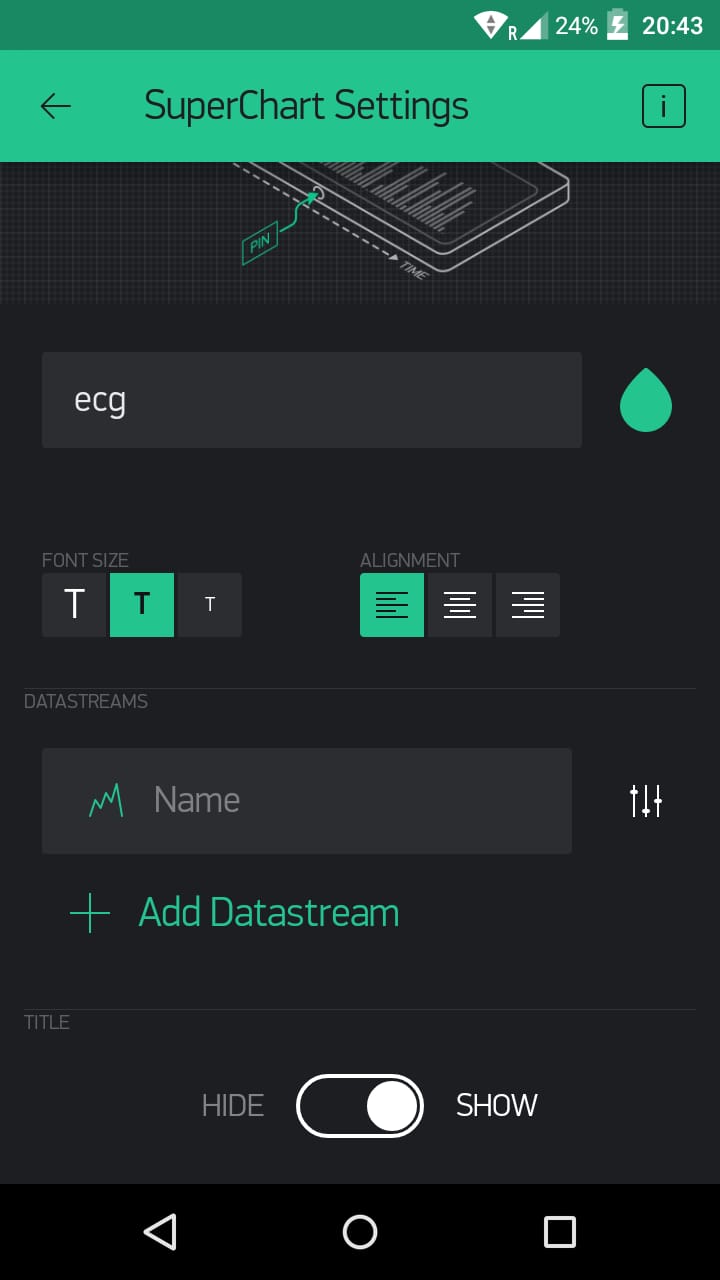 R 24% 20:43
SuperChart Settings
i
PIN
TIME
ecg
FONT SIZE
ALIGNMENT
T T T
DATASTREAMS
Name
Add Datastream
TITLE
HIDE SHOW